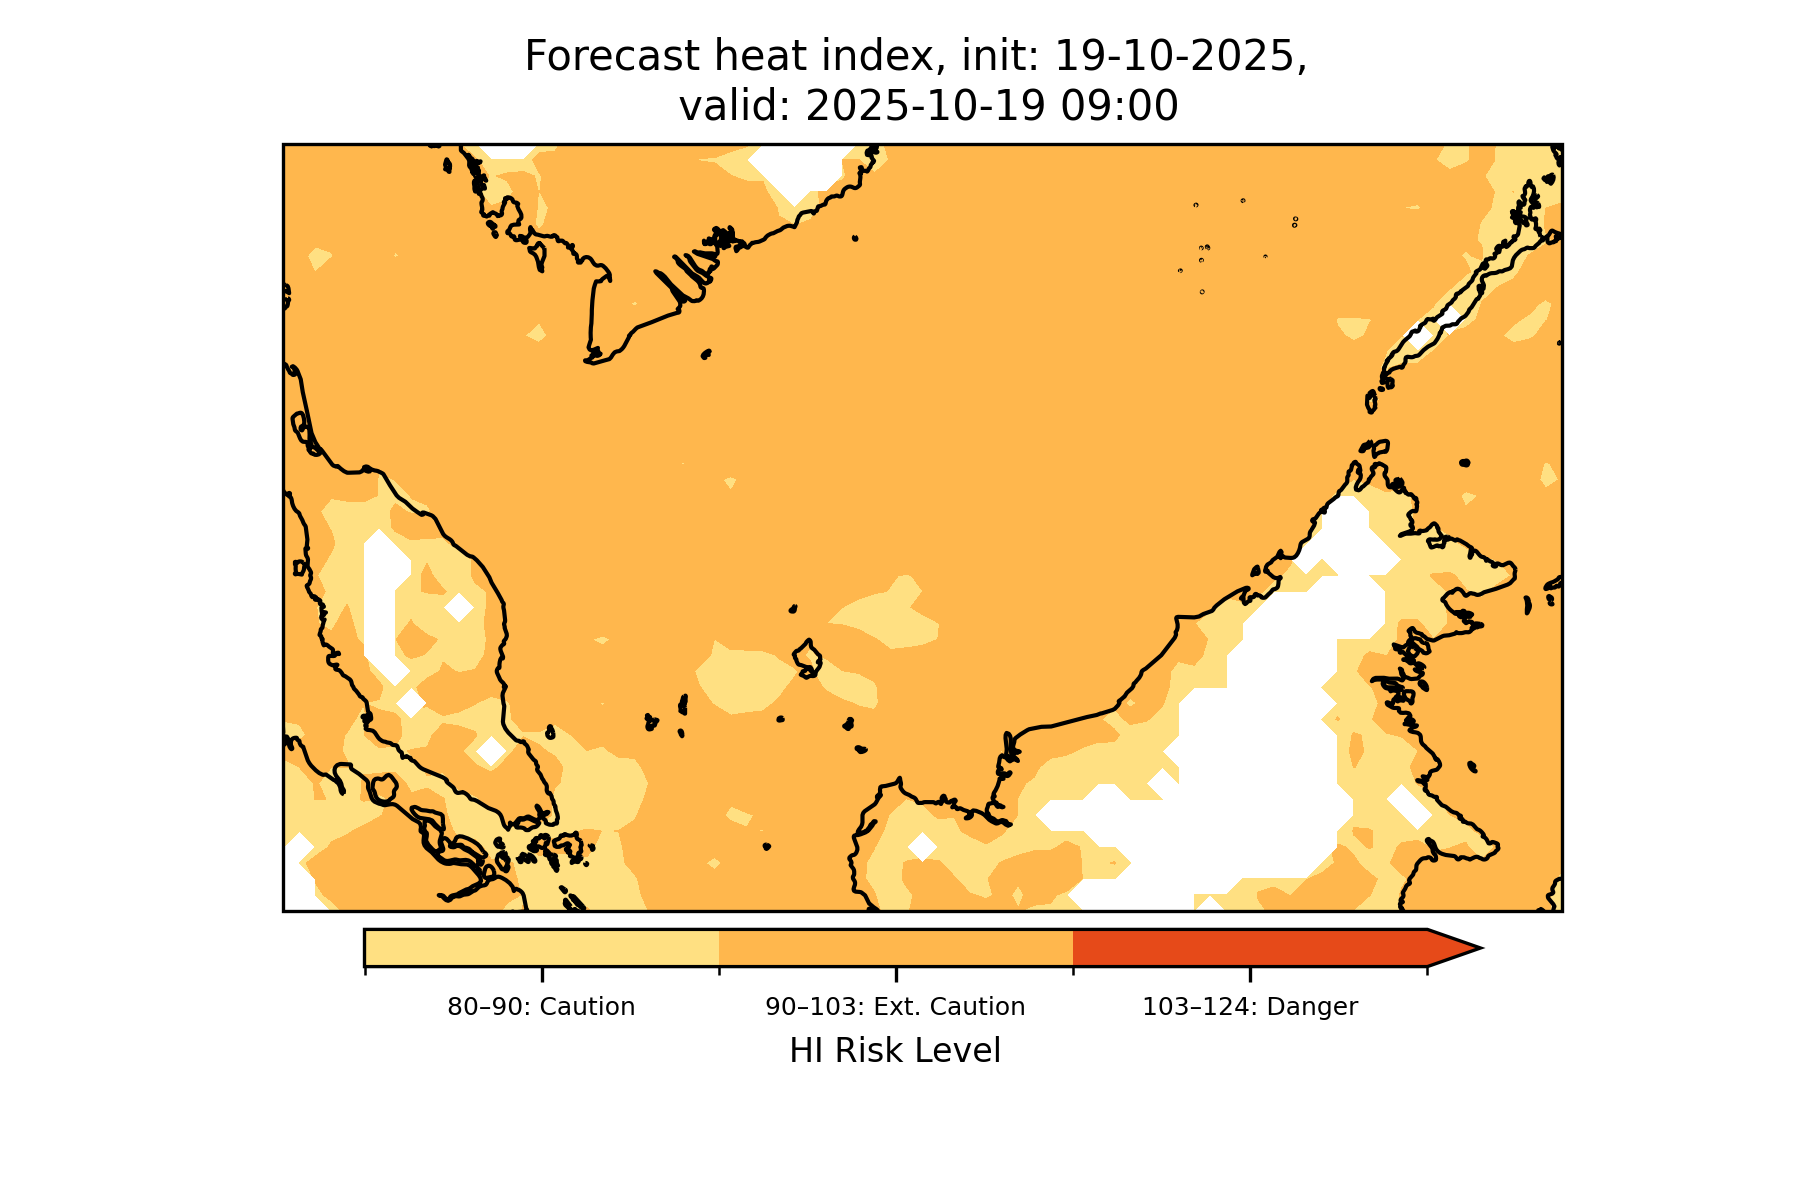 Forecast heat index, init: 19-10-2025,
valid: 2025-10-19 09:00
80–90: Caution
90–103: Ext. Caution
103–124: Danger
HI Risk Level